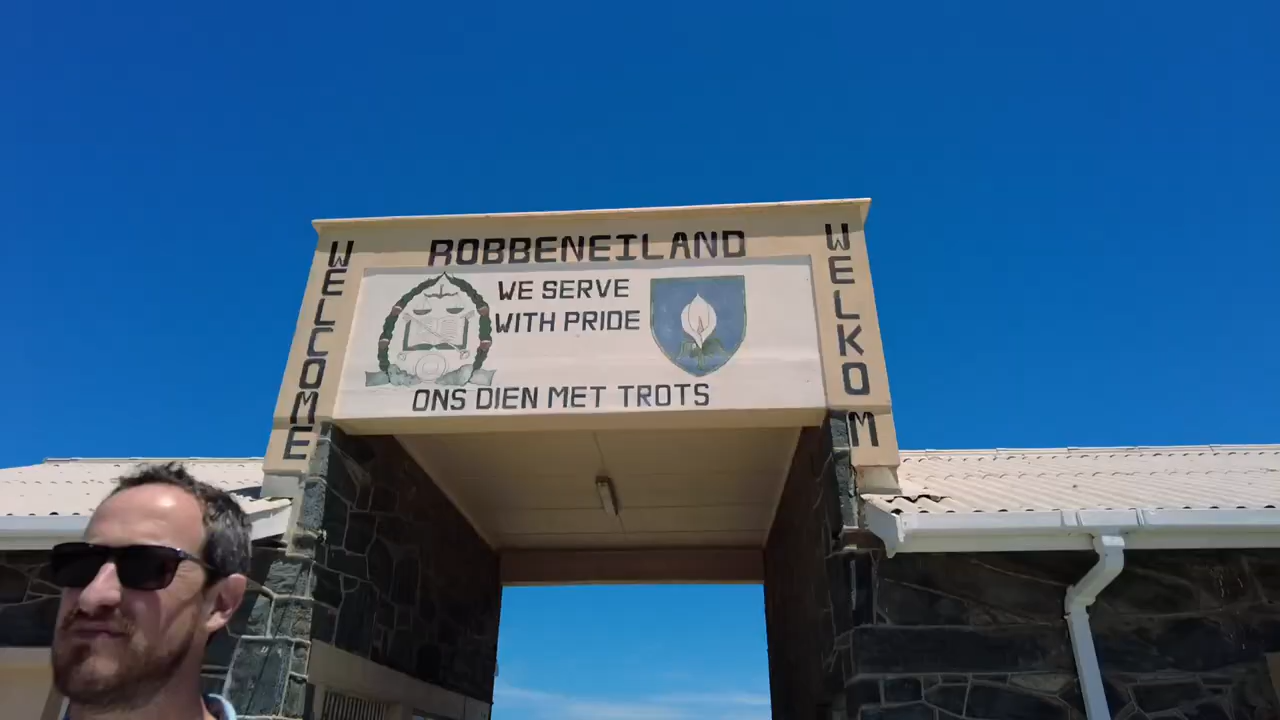 ROBBENEILAND
WELCOME
WE SERVE
WITH PRIDE
ONS DIEN MET TROTS
WELKOM